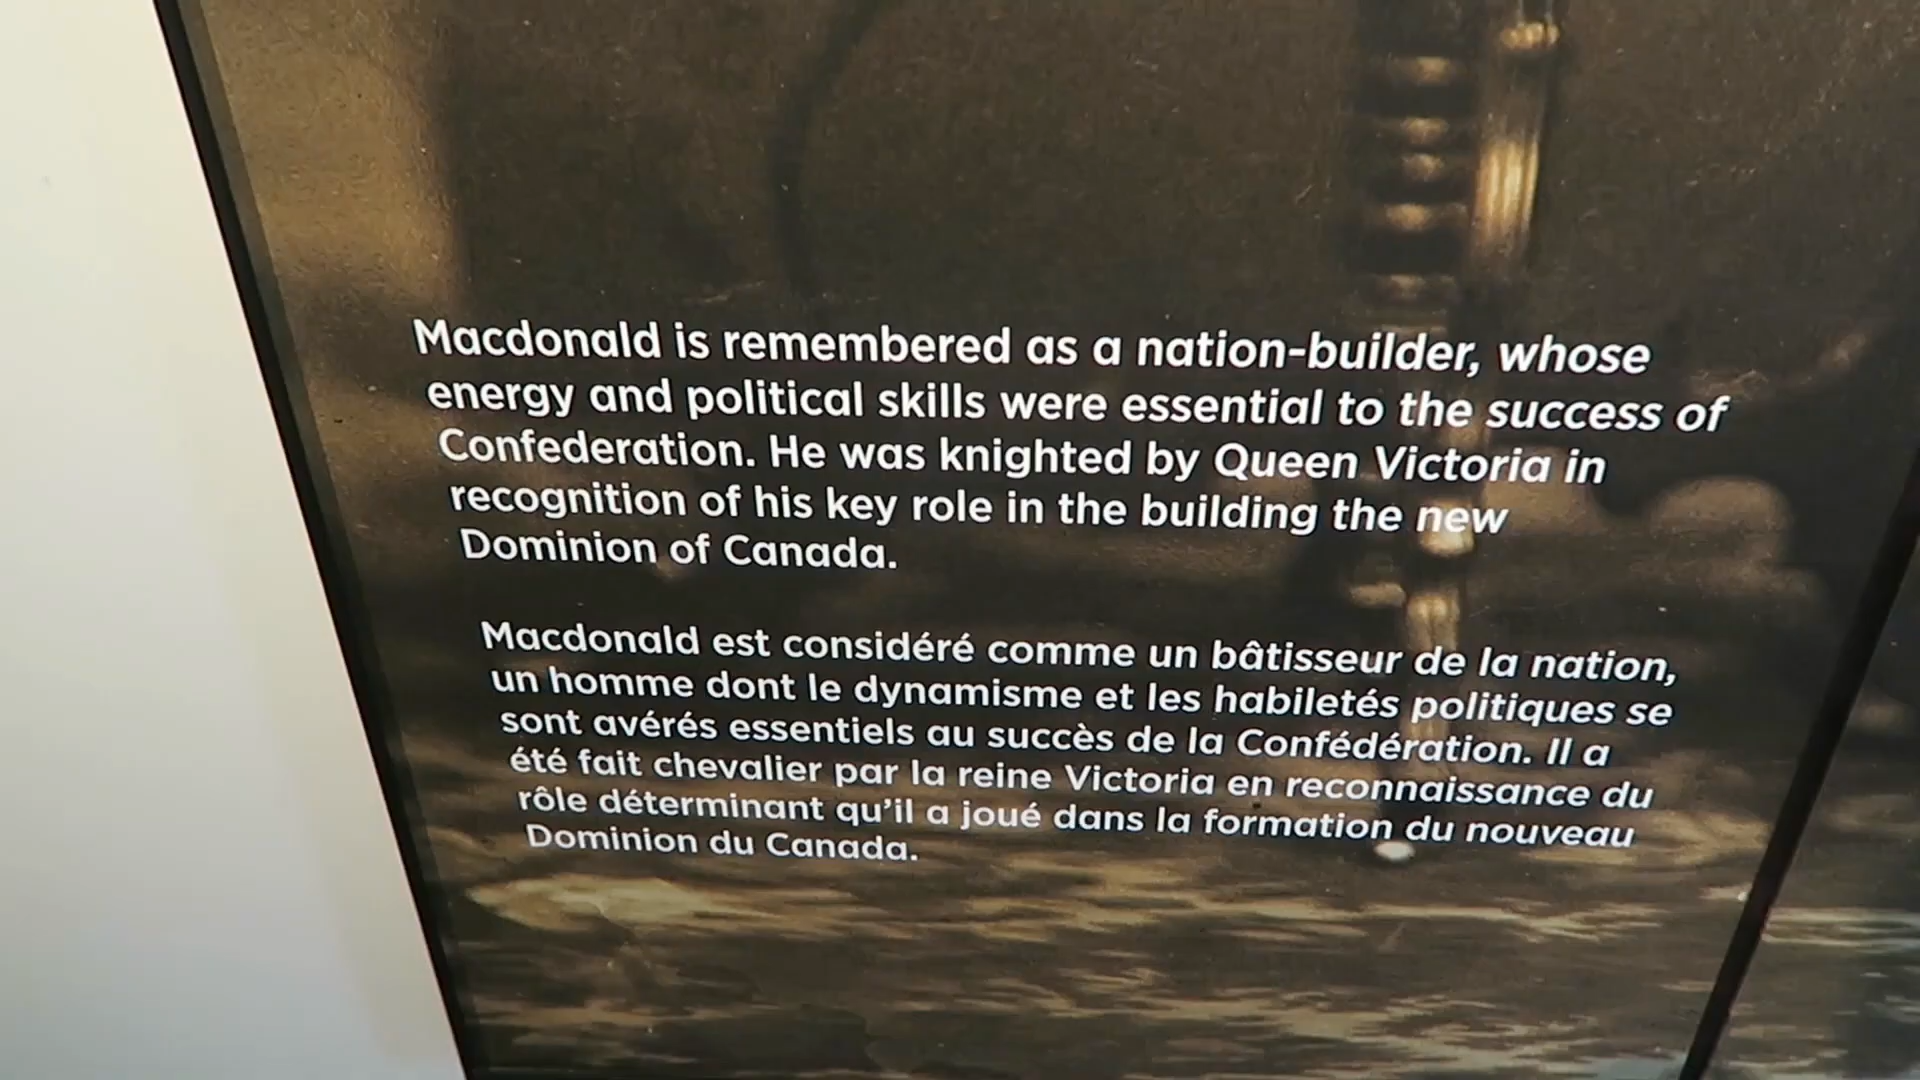 Macdonald is remembered as a nation-builder, whose
energy and political skills were essential to the success of
Confederation. He was knighted by Queen Victoria in
recognition of his key role in the building the new
Dominion of Canada.
Macdonald est considéré comme un bâtisseur de la nation,
un homme dont le dynamisme et les habiletés politiques se
sont avérés essentiels au succès de la Confédération. Il a
été fait chevalier par la reine Victoria en reconnaissance du
rôle déterminant qu'il a joué dans la formation du nouveau
Dominion du Canada.